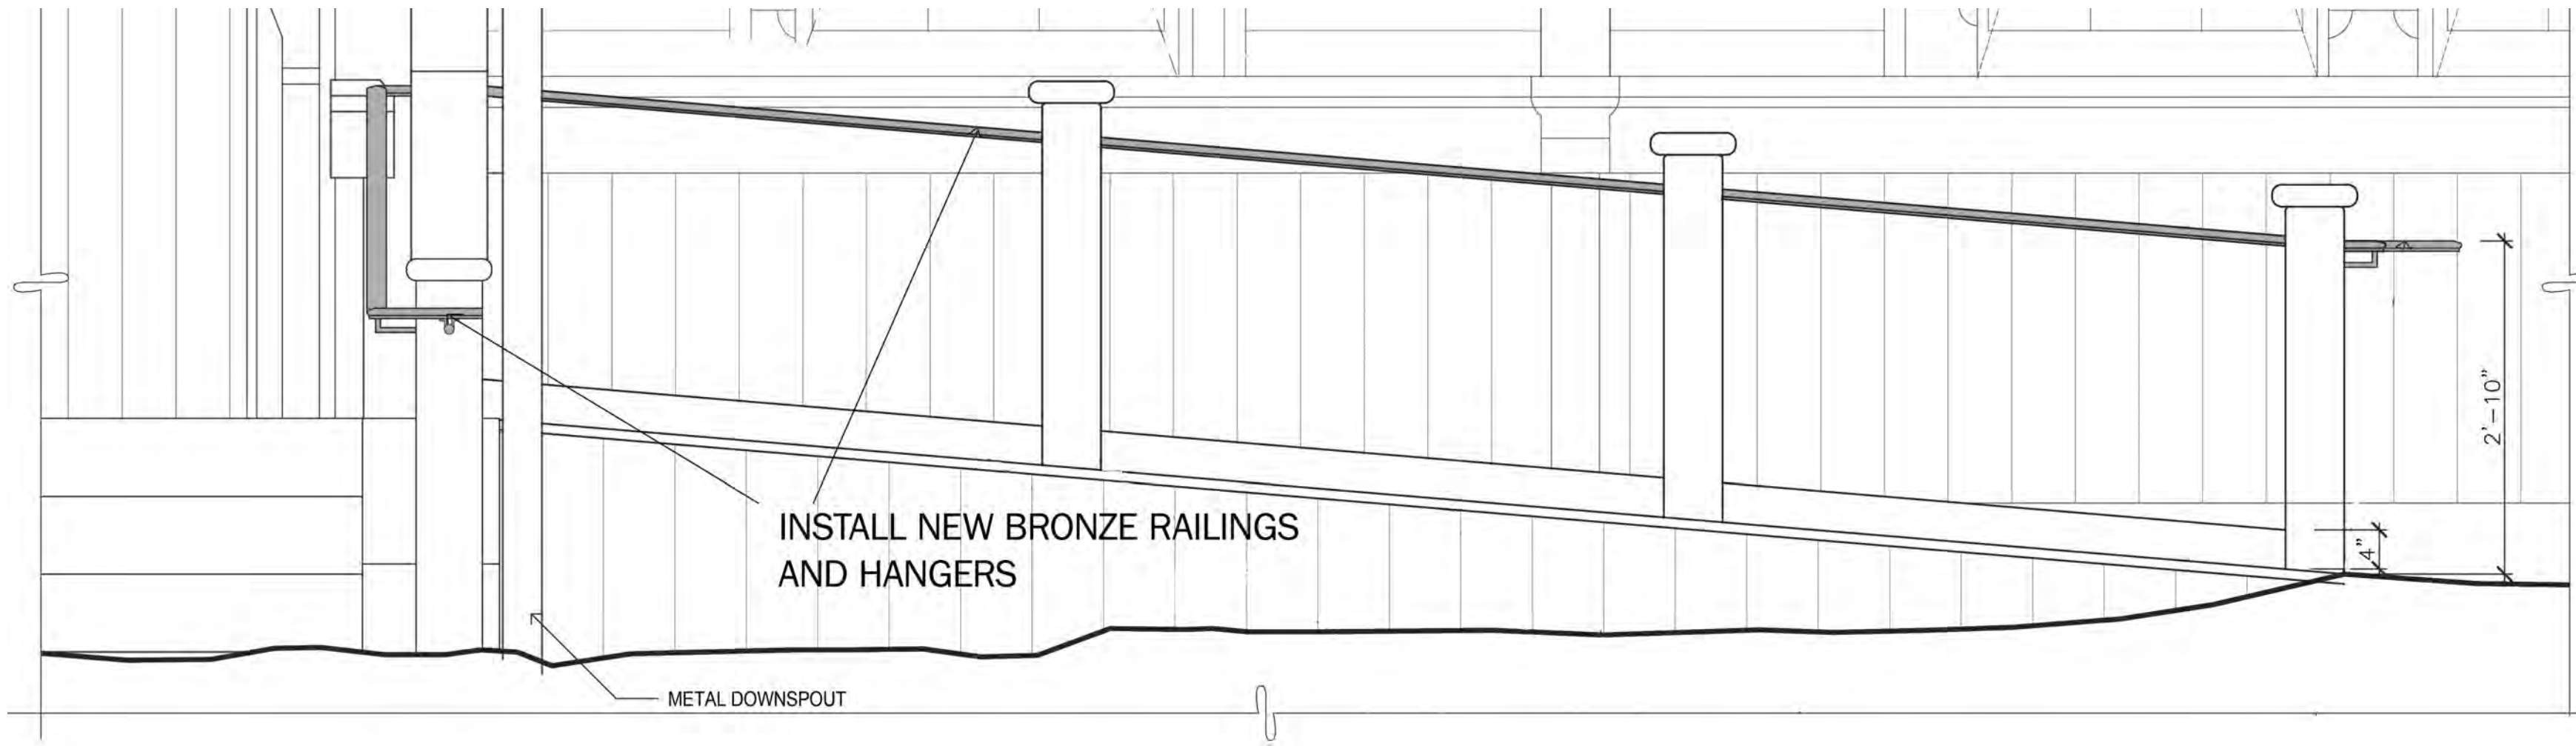 INSTALL NEW BRONZE RAILINGS
AND HANGERS
METAL DOWNSPOUT
2'–10"
4"